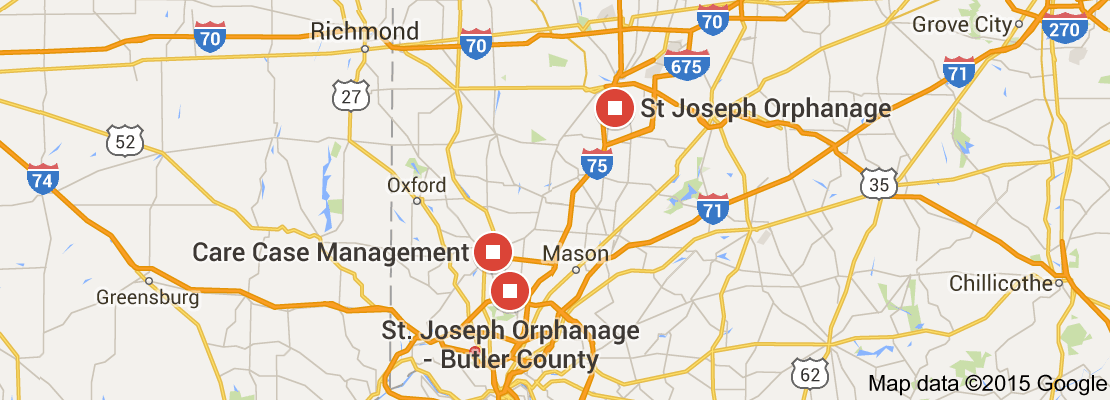 70
Grove City
270
Richmond
70
70
71
675
27
St Joseph Orphanage
52
75
74
35
Oxford
71
Care Case Management
Mason
Greensburg
Chillicothe
St. Joseph Orphanage
- Butler County
62
Map data ©2015 Google